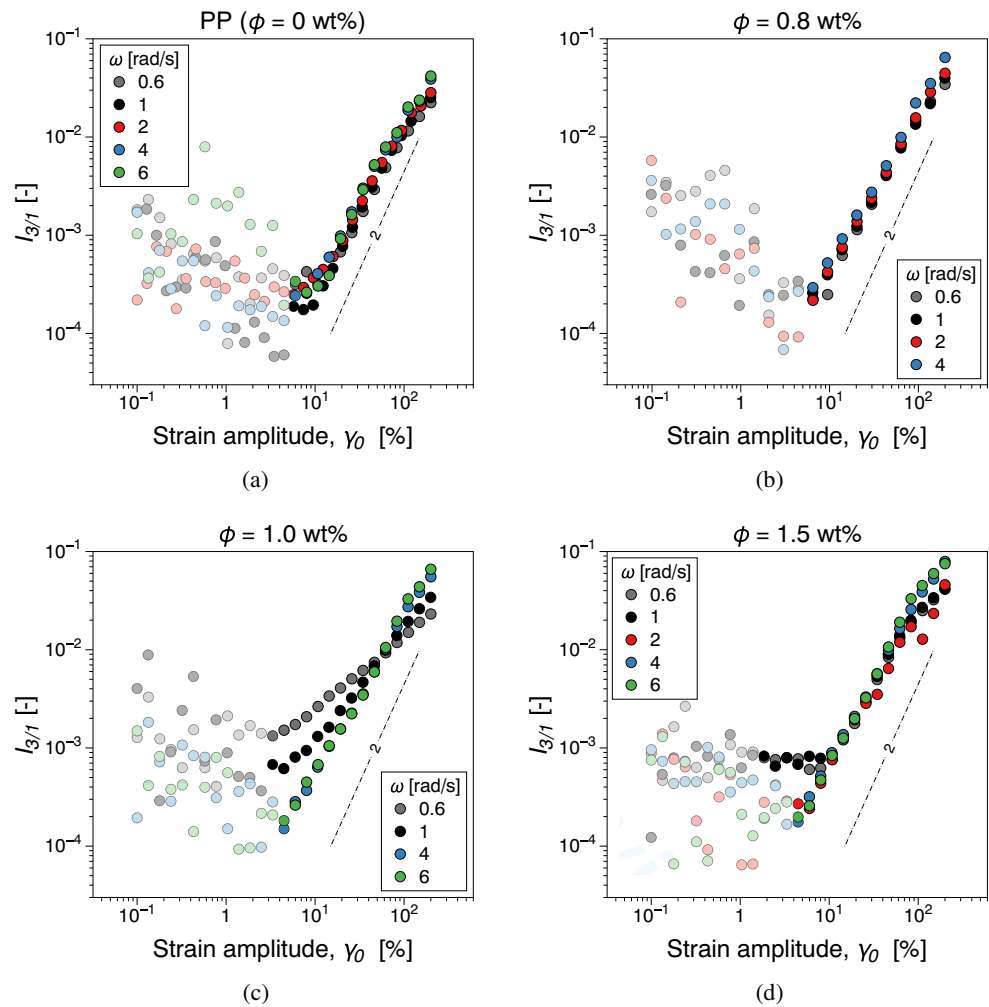 PP (ϕ = 0 wt%)
10⁻¹
10⁻²
10⁻³
10⁻⁴
I3/1 [-]
ω [rad/s]
0.6
1
2
4
6
2
10⁻¹
1
10¹
10²
Strain amplitude, γ0 [%]
(a)
ϕ = 0.8 wt%
10⁻¹
10⁻²
10⁻³
10⁻⁴
I3/1 [-]
2
ω [rad/s]
0.6
1
2
4
10⁻¹
1
10¹
10²
Strain amplitude, γ0 [%]
(b)
ϕ = 1.0 wt%
10⁻¹
10⁻²
10⁻³
10⁻⁴
I3/1 [-]
2
ω [rad/s]
0.6
1
4
6
10⁻¹
1
10¹
10²
Strain amplitude, γ0 [%]
(c)
ϕ = 1.5 wt%
10⁻¹
10⁻²
10⁻³
10⁻⁴
I3/1 [-]
ω [rad/s]
0.6
1
2
4
6
2
10⁻¹
1
10¹
10²
Strain amplitude, γ0 [%]
(d)